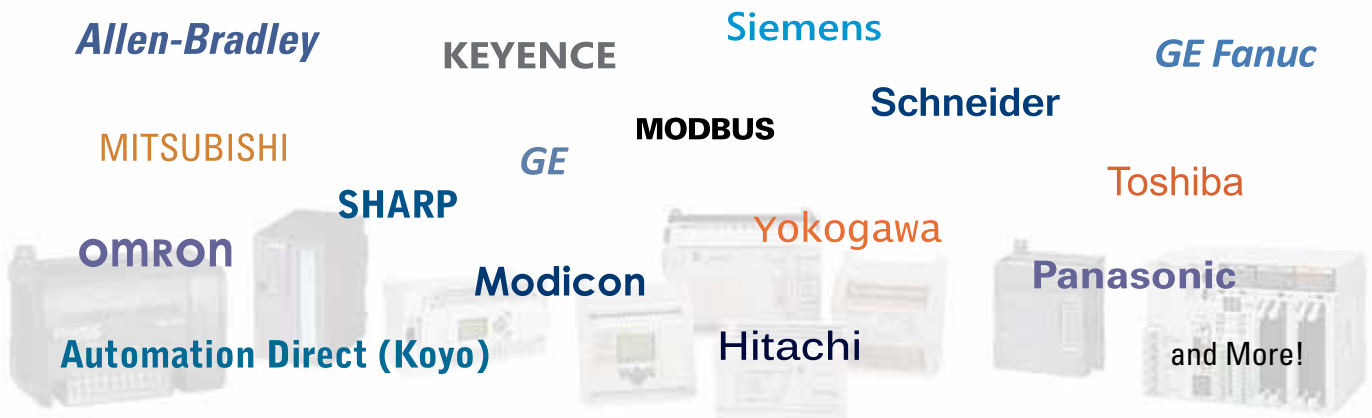 Allen-Bradley
KEYENCE
Siemens
GE Fanuc
Schneider
MODBUS
MITSUBISHI
GE
Toshiba
SHARP
Yokogawa
OMRON
Modicon
Panasonic
Automation Direct (Koyo)
Hitachi
and More!